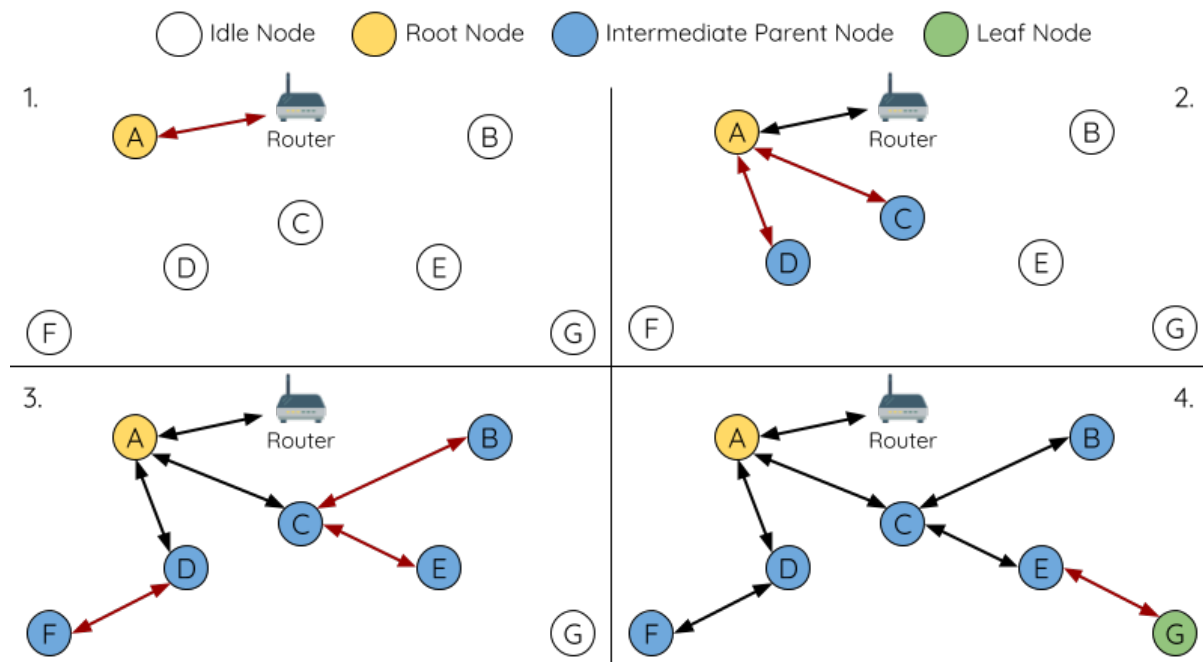 Idle Node
Root Node
Intermediate Parent Node
Leaf Node
1.
A
Router
B
C
D
E
F
G
2.
A
Router
B
C
D
E
F
G
3.
A
Router
B
C
D
E
F
G
4.
A
Router
B
C
D
E
F
G